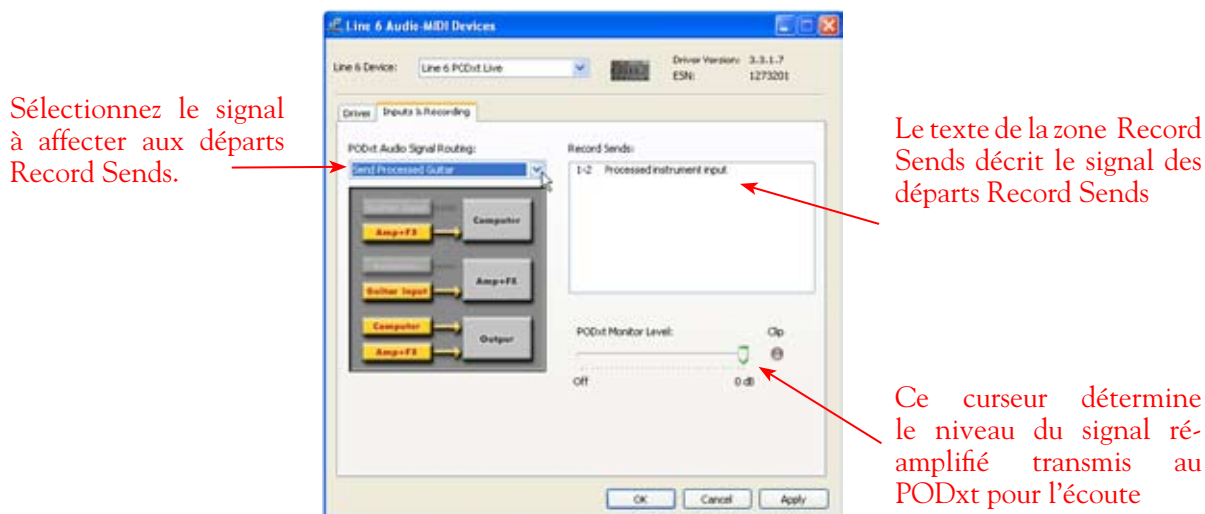 Line 6 Audio-MIDI Devices
Line 6 Device:
Line 6 PODxt Live
Driver Version: 3.3.1.7
ESN: 1273201
Driver
Inputs & Recording
Sélectionnez le signal
à affecter aux départs
Record Sends.
PODxt Audio Signal Routing:
Send Processed Guitar
Computer
Amp+FX
Amp+FX
Guitar Input
Computer
Output
Amp+FX
Record Sends:
1-2 Processed instrument input
Le texte de la zone Record
Sends décrit le signal des
départs Record Sends
PODxt Monitor Level:
Clip
Off
0 dB
Ce curseur détermine
le niveau du signal ré-
amplifié transmis au
PODxt pour l'écoute
OK
Cancel
Apply